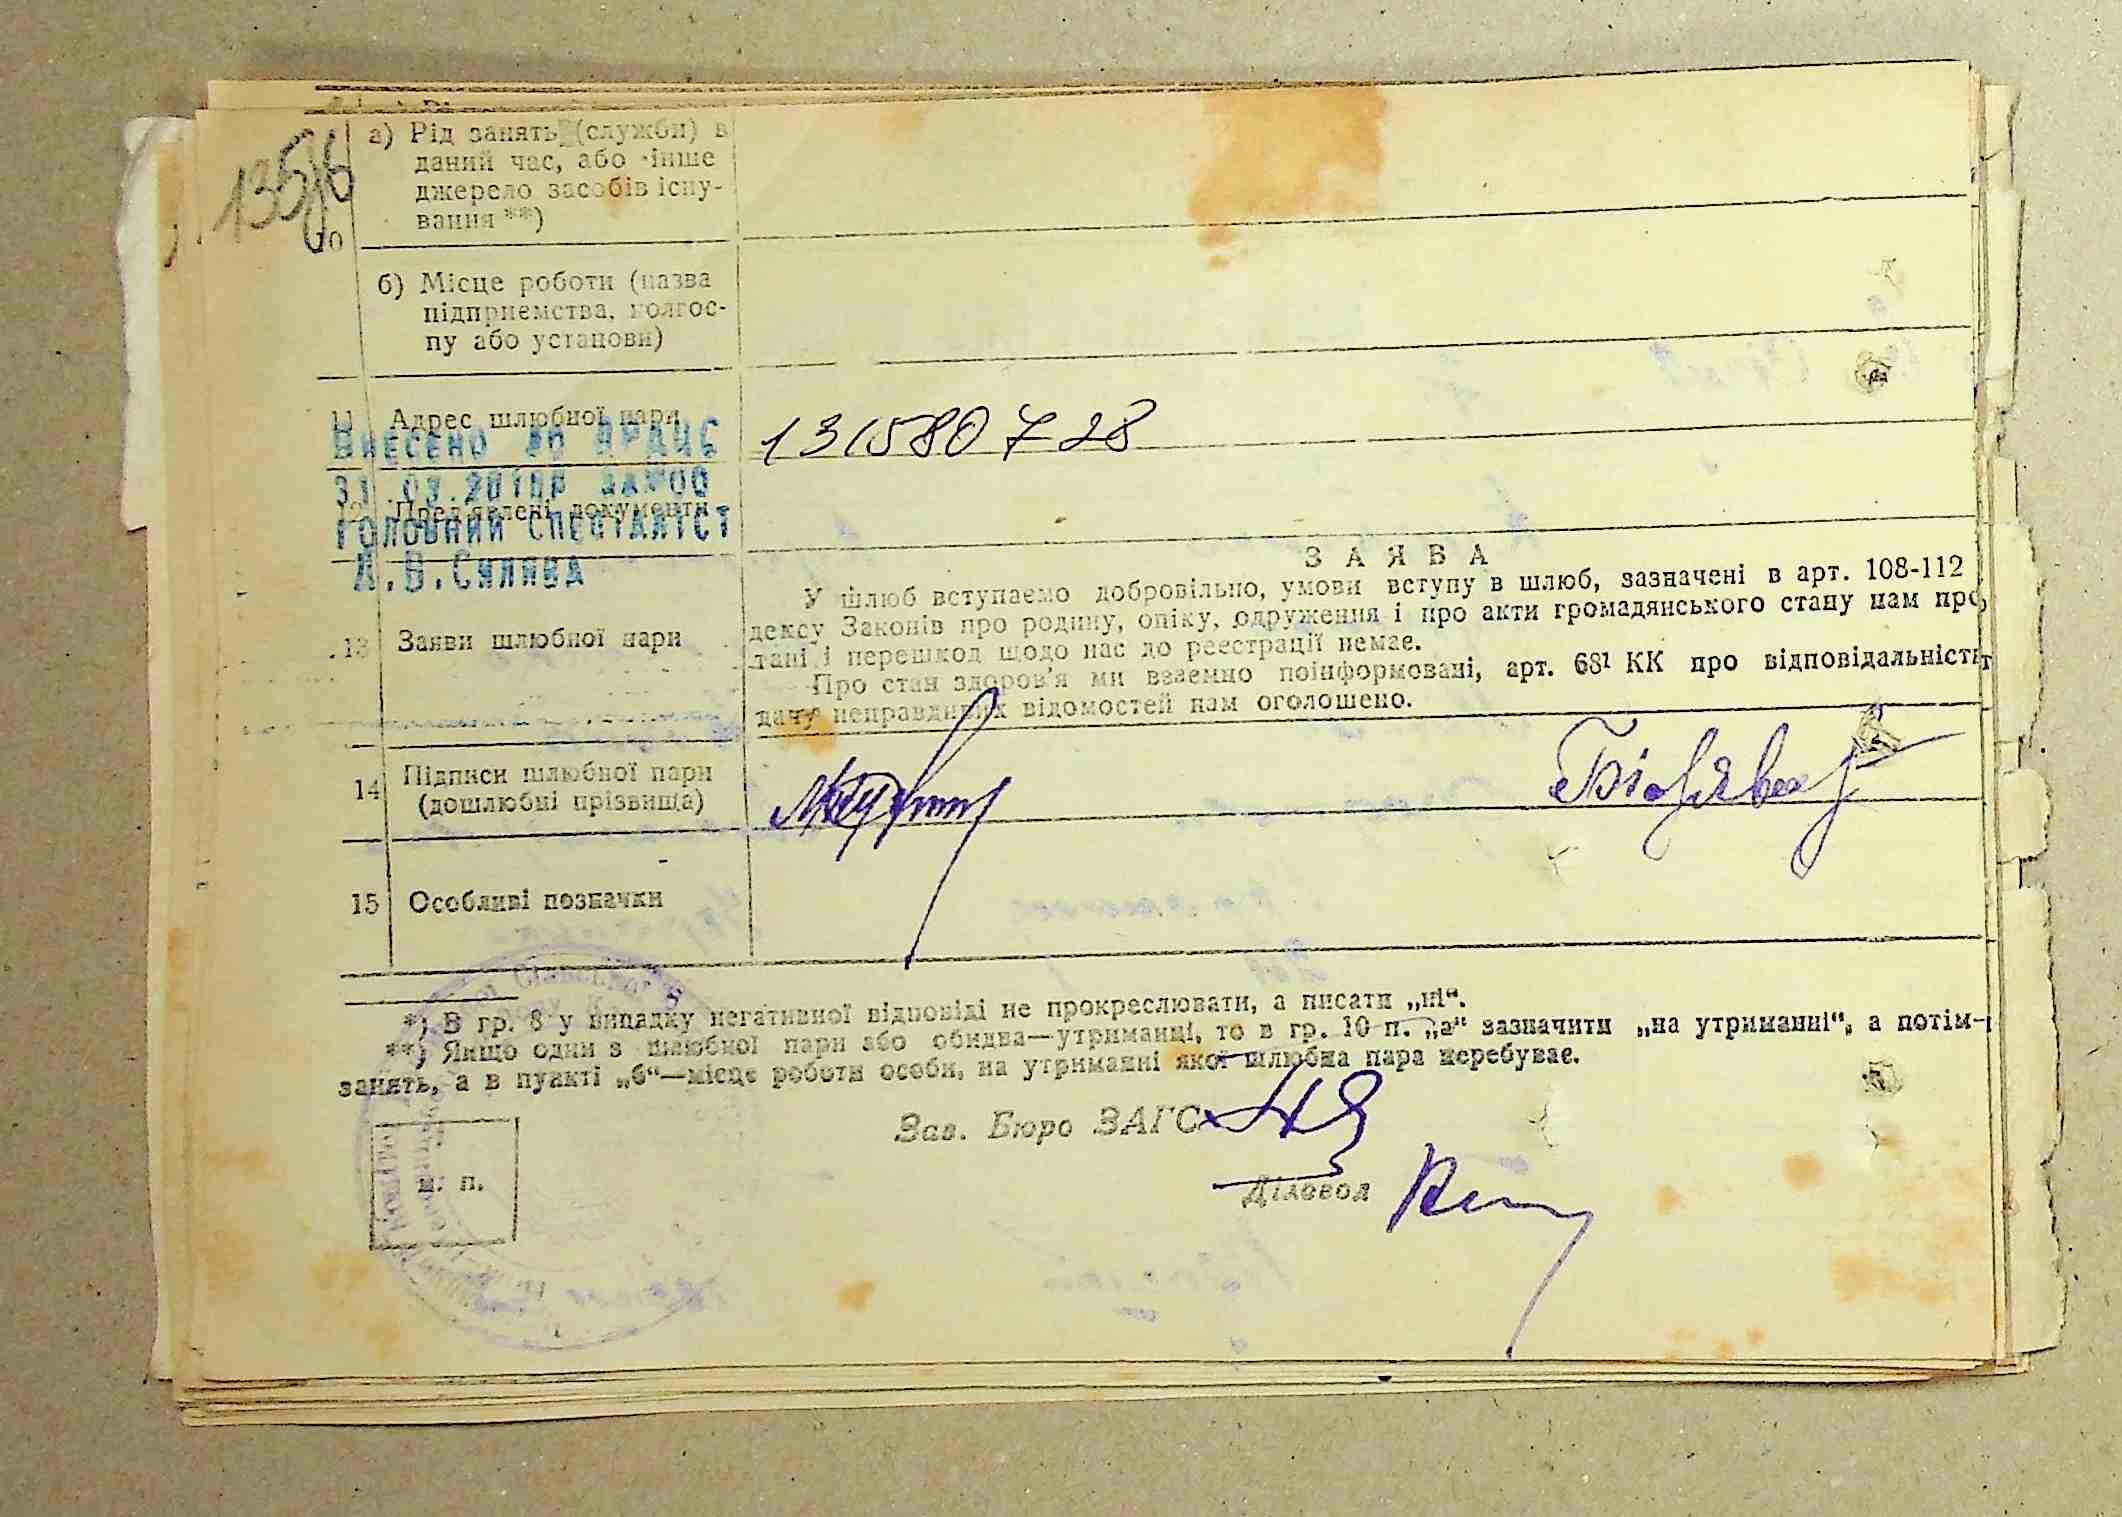 135
а) Рід занять (служби) в
даний час, або інше
джерело засобів існу-
вання **)
10
б) Місце роботи (назва
підприємства, колгос-
пу або установи)
11 Адрес шлюбної пари
131580728
ВНЕСЕНО ДО
31.03.
12 Пред'явлені документи
ГОЛОВНИЙ СПЕЦІАЛІСТ
З А Я В А
У шлюб вступаємо добровільно, умови вступу в шлюб, зазначені в арт. 108-112
дексу Законів про родину, опіку, одруження і про акти громадянського стану нам про
13 Заяви шлюбної пари
тані і перешкод щодо нас до реєстрації немає.
Про стан здоров'я ми взаємно поінформовані, арт. 68¹ КК про відповідальність
дачу неправдивих відомостей нам оголошено.
14 Підписи шлюбної пари
(дошлюбні прізвища)
15 Особливі позначки
*) В гр. 8 у випадку негативної відповіді не прокреслювати, а писати „ні“.
**) Якщо один з шлюбної пари або обидва—утриманці, то в гр. 10 п. „а“ зазначити „на утриманні“, а потім—
занять, а в пункті „б“—місце роботи особи, на утриманні якої шлюбна пара перебуває.
Зав. Бюро ЗАГС
м. п.
Діловод